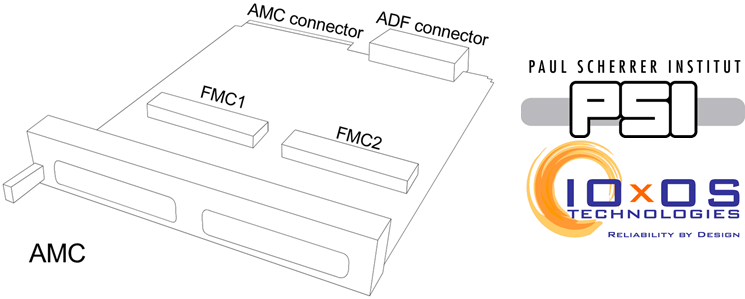 AMC connector
ADF connector
FMC1
FMC2
AMC
PAUL SCHERRER INSTITUT
PSI
IOxOS
TECHNOLOGIES
RELIABILITY BY DESIGN